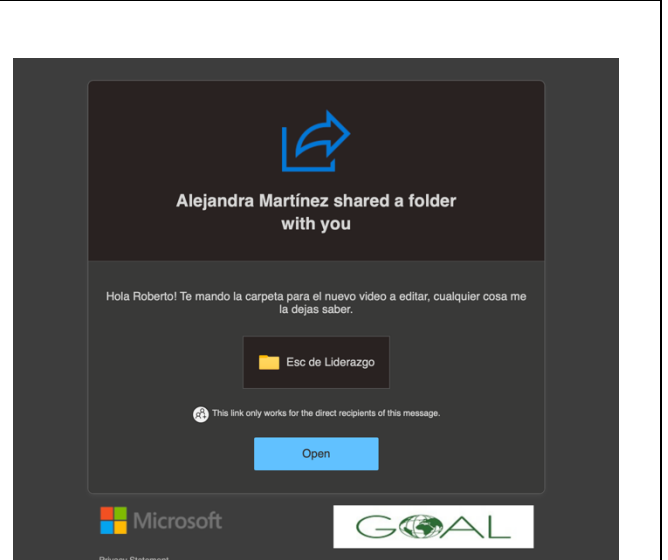 Alejandra Martínez shared a folder
with you
Hola Roberto! Te mando la carpeta para el nuevo video a editar, cualquier cosa me
la dejas saber.
Esc de Liderazgo
This link only works for the direct recipients of this message.
Open
Microsoft
GOAL
Privacy Statement